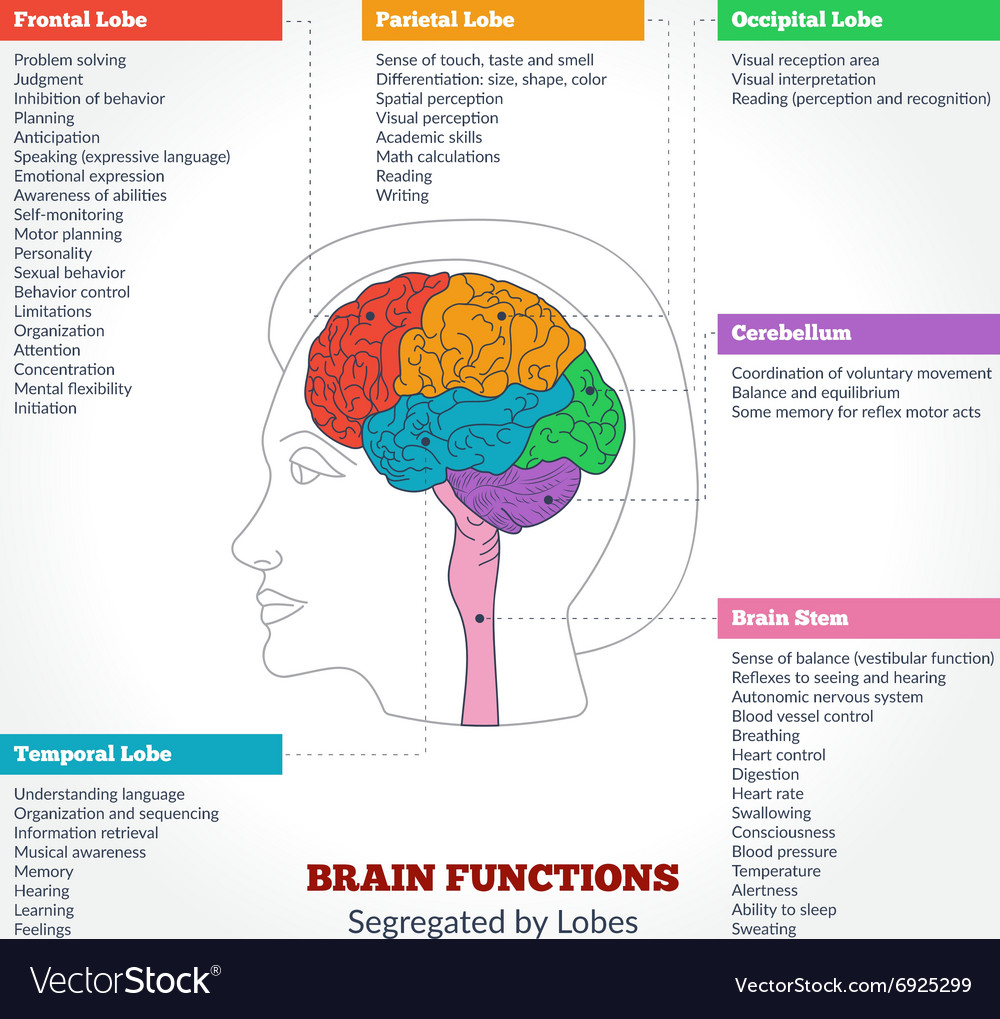 Frontal Lobe
Problem solving
Judgment
Inhibition of behavior
Planning
Anticipation
Speaking (expressive language)
Emotional expression
Awareness of abilities
Self-monitoring
Motor planning
Personality
Sexual behavior
Behavior control
Limitations
Organization
Attention
Concentration
Mental flexibility
Initiation
Parietal Lobe
Sense of touch, taste and smell
Differentiation: size, shape, color
Spatial perception
Visual perception
Academic skills
Math calculations
Reading
Writing
Occipital Lobe
Visual reception area
Visual interpretation
Reading (perception and recognition)
Cerebellum
Coordination of voluntary movement
Balance and equilibrium
Some memory for reflex motor acts
Brain Stem
Sense of balance (vestibular function)
Reflexes to seeing and hearing
Autonomic nervous system
Blood vessel control
Breathing
Heart control
Digestion
Heart rate
Swallowing
Consciousness
Blood pressure
Temperature
Alertness
Ability to sleep
Sweating
Temporal Lobe
Understanding language
Organization and sequencing
Information retrieval
Musical awareness
Memory
Hearing
Learning
Feelings
BRAIN FUNCTIONS
Segregated by Lobes
VectorStock®
VectorStock.com/6925299